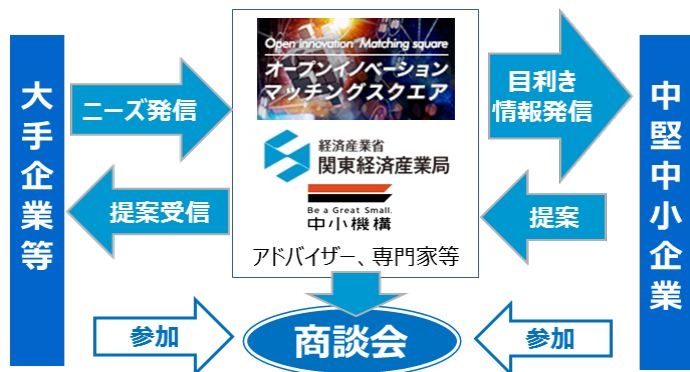 大手企業等
ニーズ発信
提案受信
Open innovation Matching square
オープンイノベーション
マッチングスクエア
経済産業省
関東経済産業局
Be a Great Small.
中小機構
アドバイザー、専門家等
目利き
情報発信
提案
中堅中小企業
参加
商談会
参加